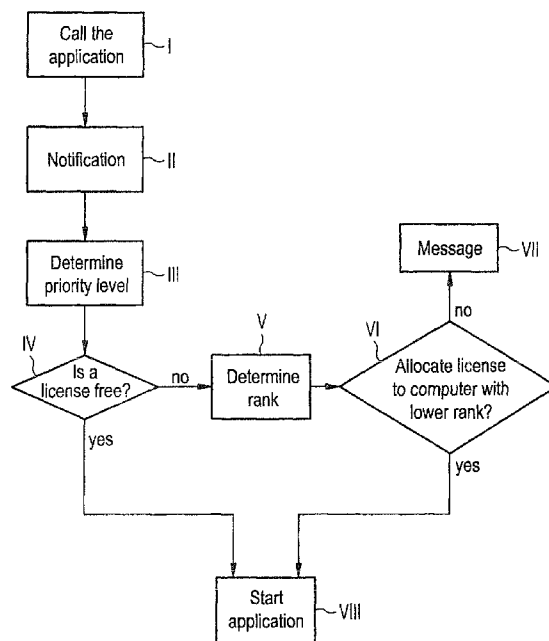 Call the
application
I
Notification
II
Determine
priority level
III
IV
Is a
license free?
no
yes
V
Determine
rank
VI
Allocate license
to computer with
lower rank?
no
yes
Message
VII
Start
application
VIII